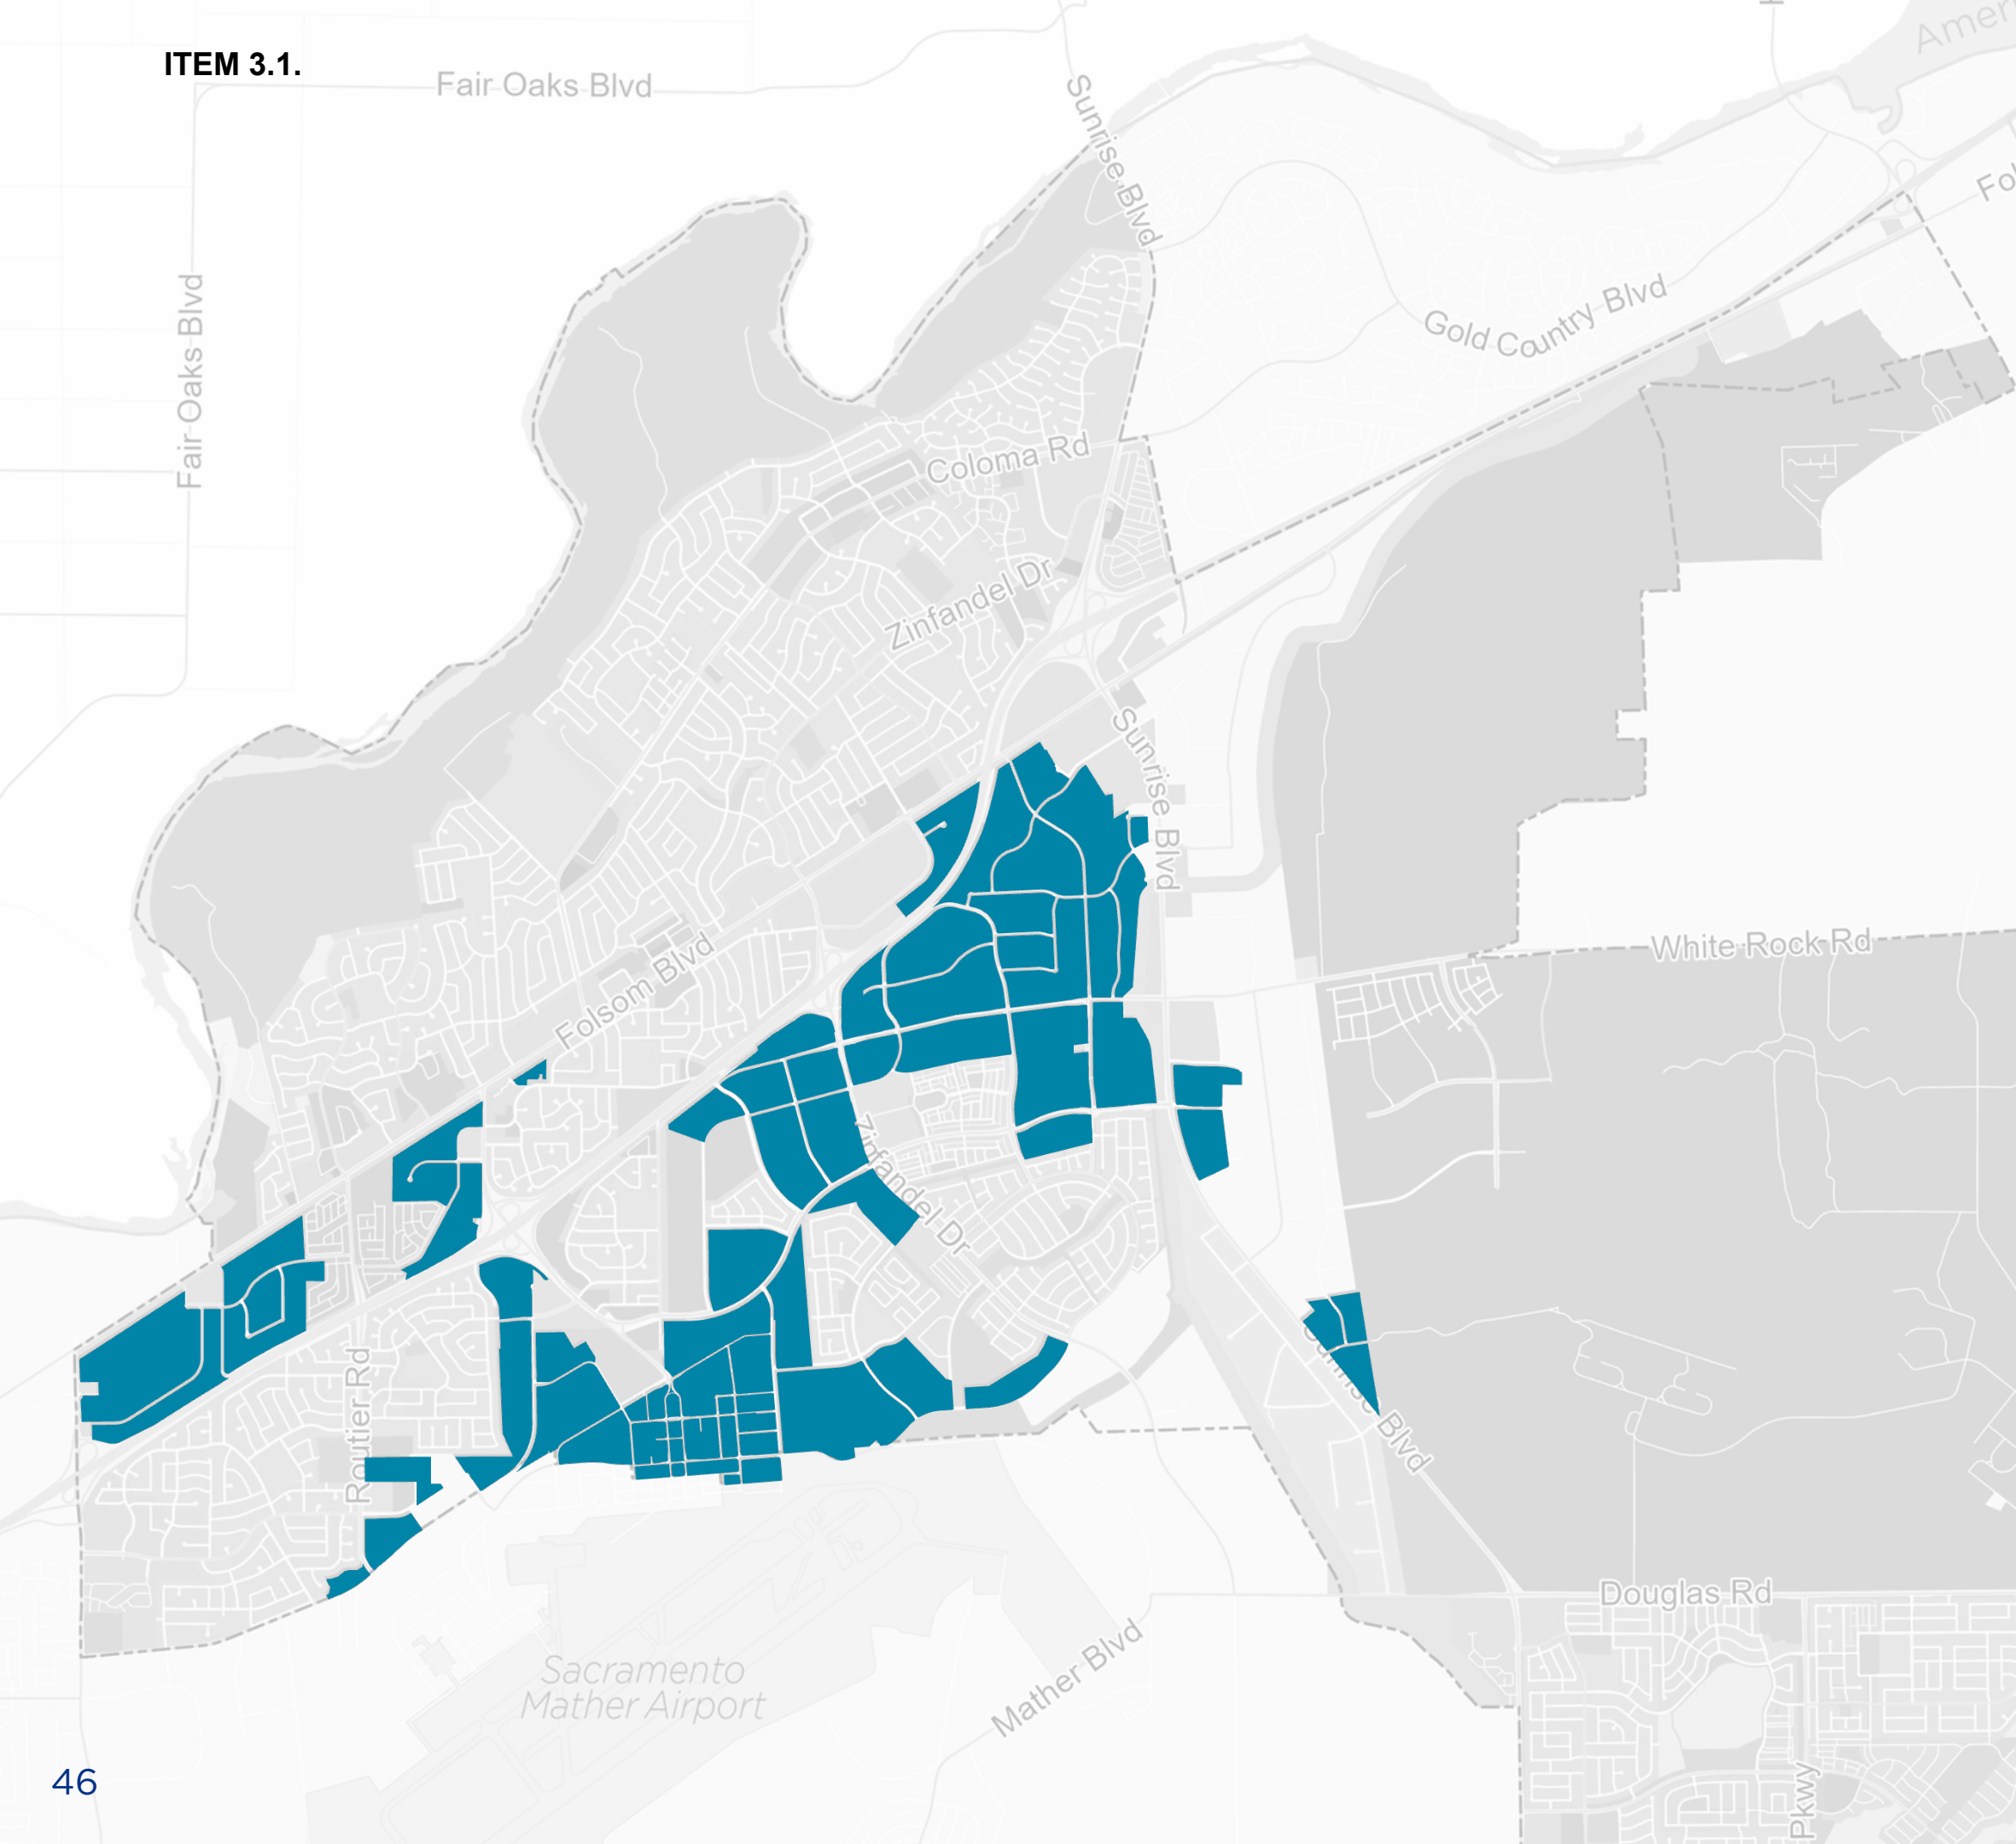 ITEM 3.1.
Fair Oaks Blvd
Sunrise Blvd
Fair Oaks Blvd
Gold Country Blvd
Coloma Rd
Zinfandel Dr
Sunrise Blvd
White Rock Rd
Folsom Blvd
Zinfandel Dr
Routier Rd
Sunrise Blvd
Douglas Rd
Sacramento
Mather Airport
Mather Blvd
Pkwy
46